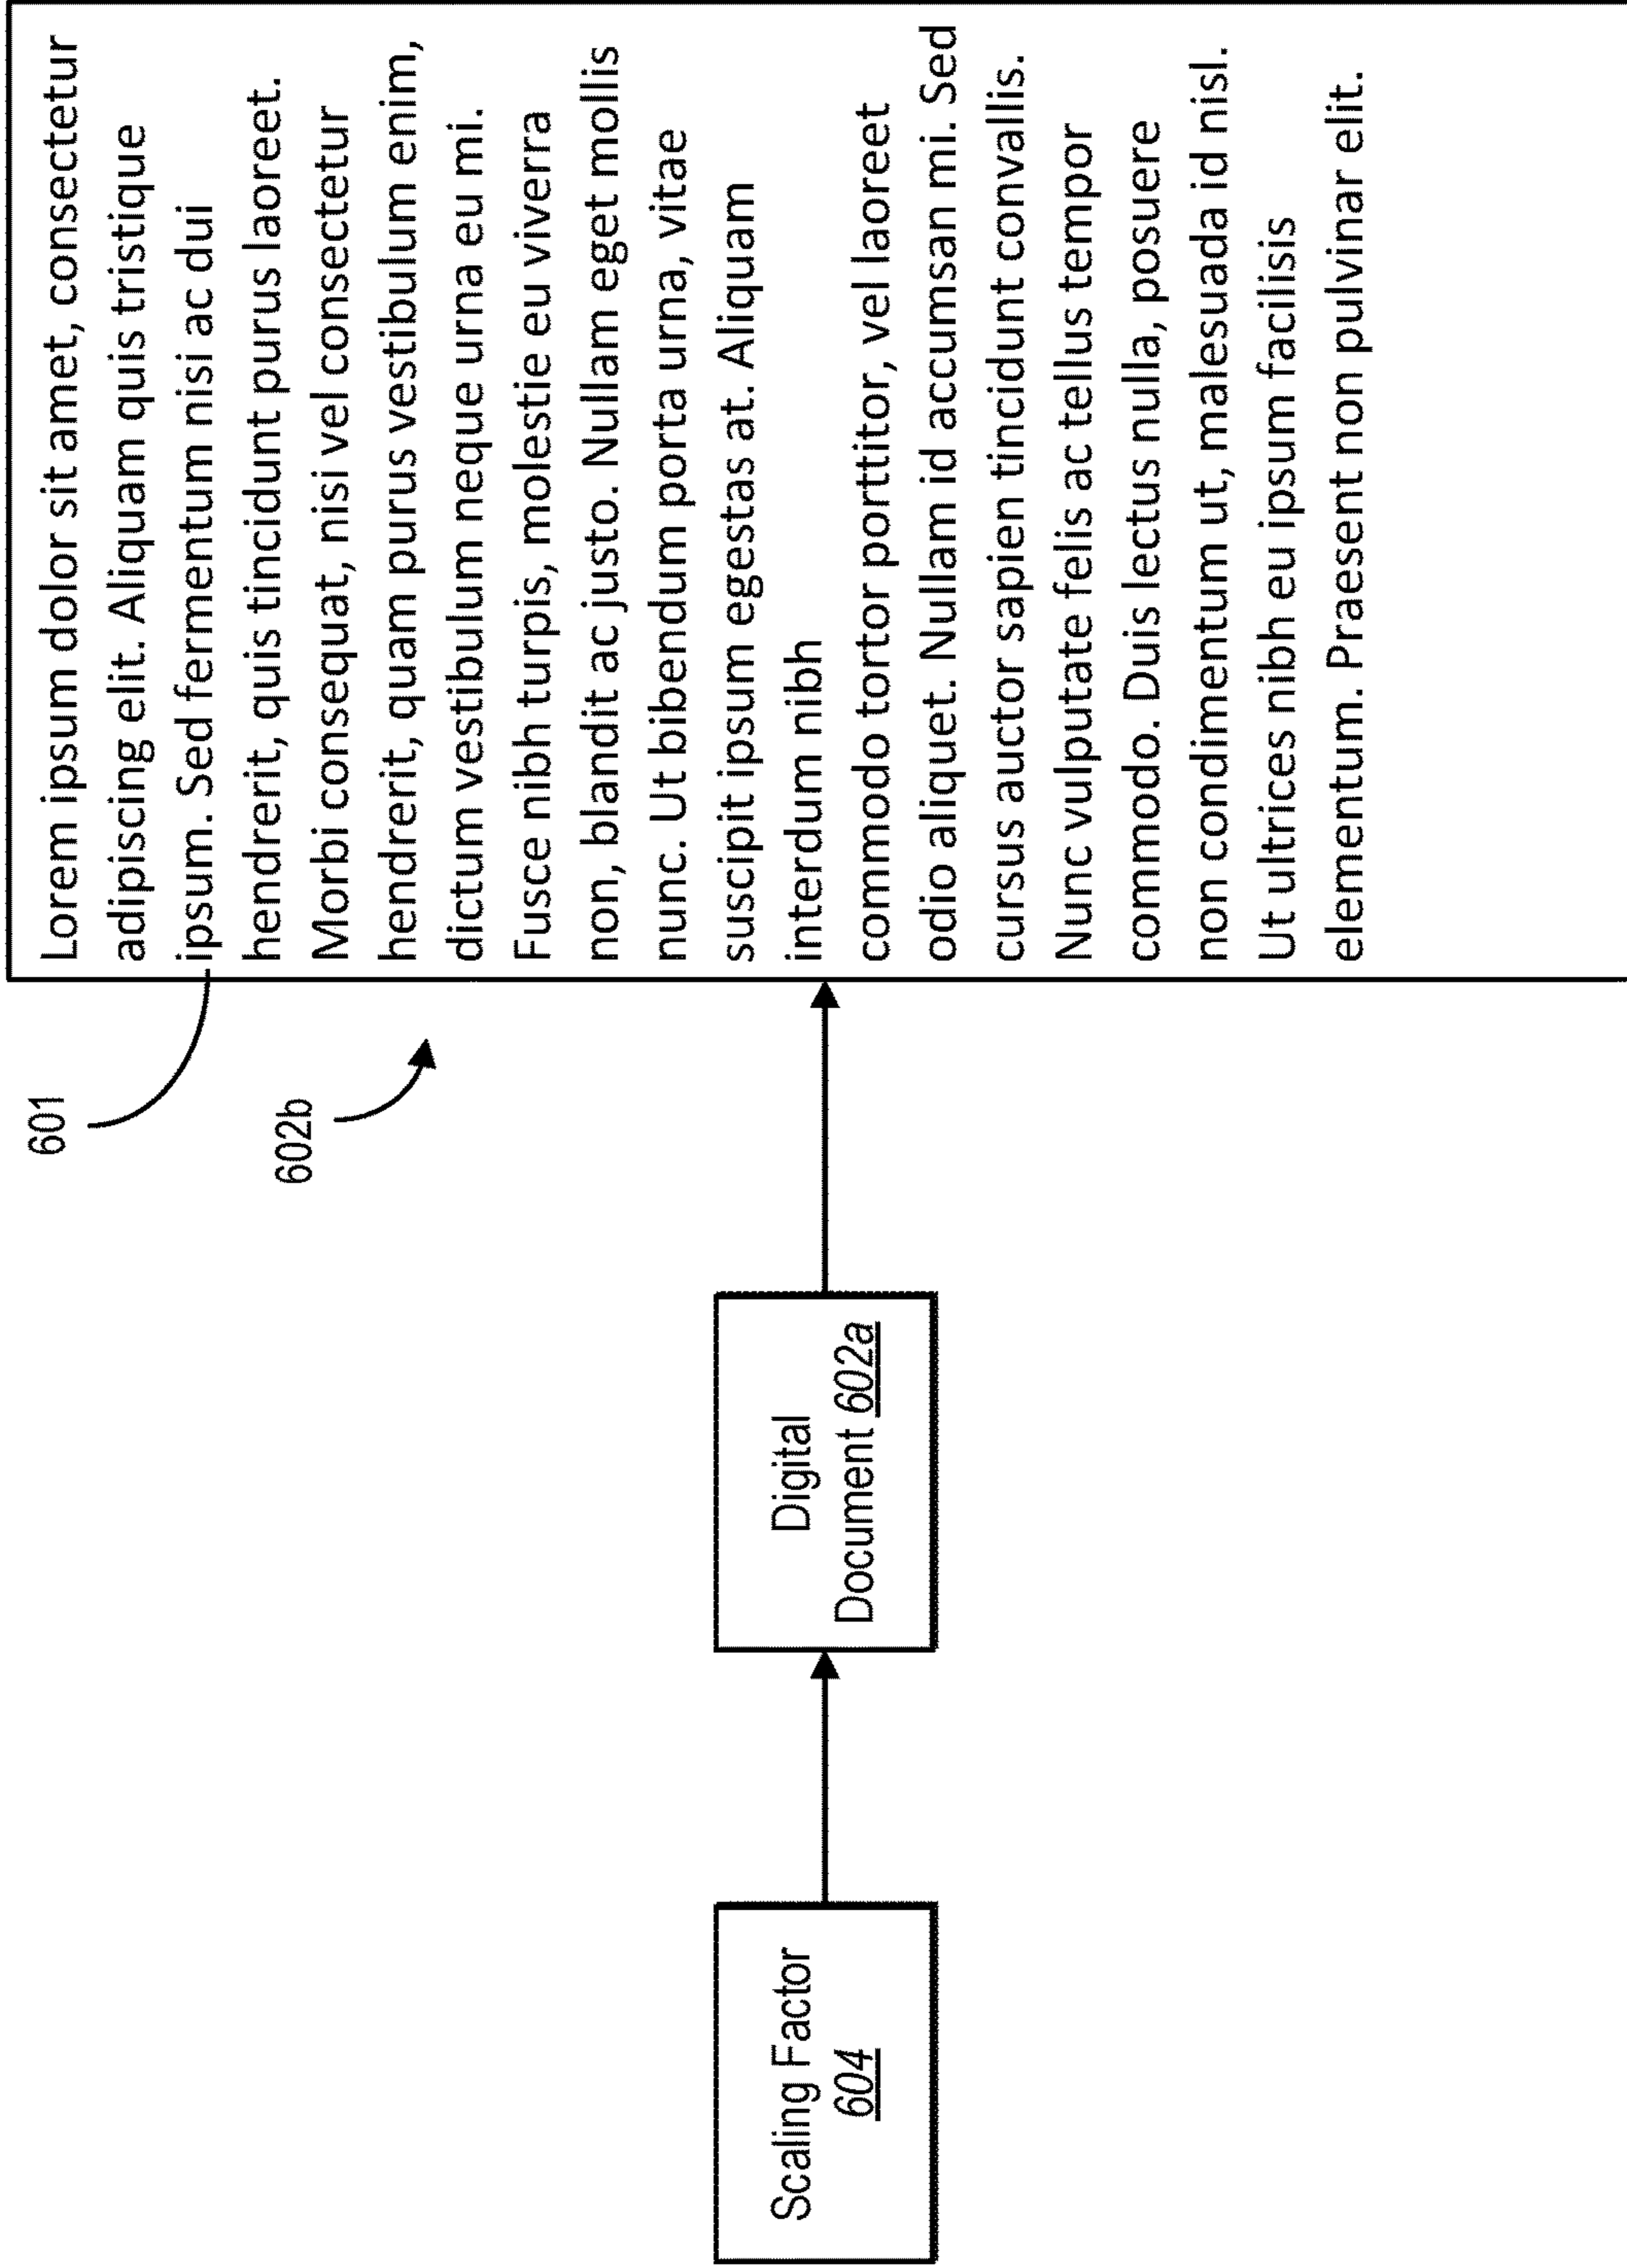 Scaling Factor
604
Digital
Document 602a
601
602b
Lorem ipsum dolor sit amet, consectetur
adipiscing elit. Aliquam quis tristique
ipsum. Sed fermentum nisi ac dui
hendrerit, quis tincidunt purus laoreet.
Morbi consequat, nisi vel consectetur
hendrerit, quam purus vestibulum enim,
dictum vestibulum neque urna eu mi.
Fusce nibh turpis, molestie eu viverra
non, blandit ac justo. Nullam eget mollis
nunc. Ut bibendum porta urna, vitae
suscipit ipsum egestas at. Aliquam
interdum nibh
commodo tortor porttitor, vel laoreet
odio aliquet. Nullam id accumsan mi. Sed
cursus auctor sapien tincidunt convallis.
Nunc vulputate felis ac tellus tempor
commodo. Duis lectus nulla, posuere
non condimentum ut, malesuada id nisl.
Ut ultrices nibh eu ipsum facilisis
elementum. Praesent non pulvinar elit.